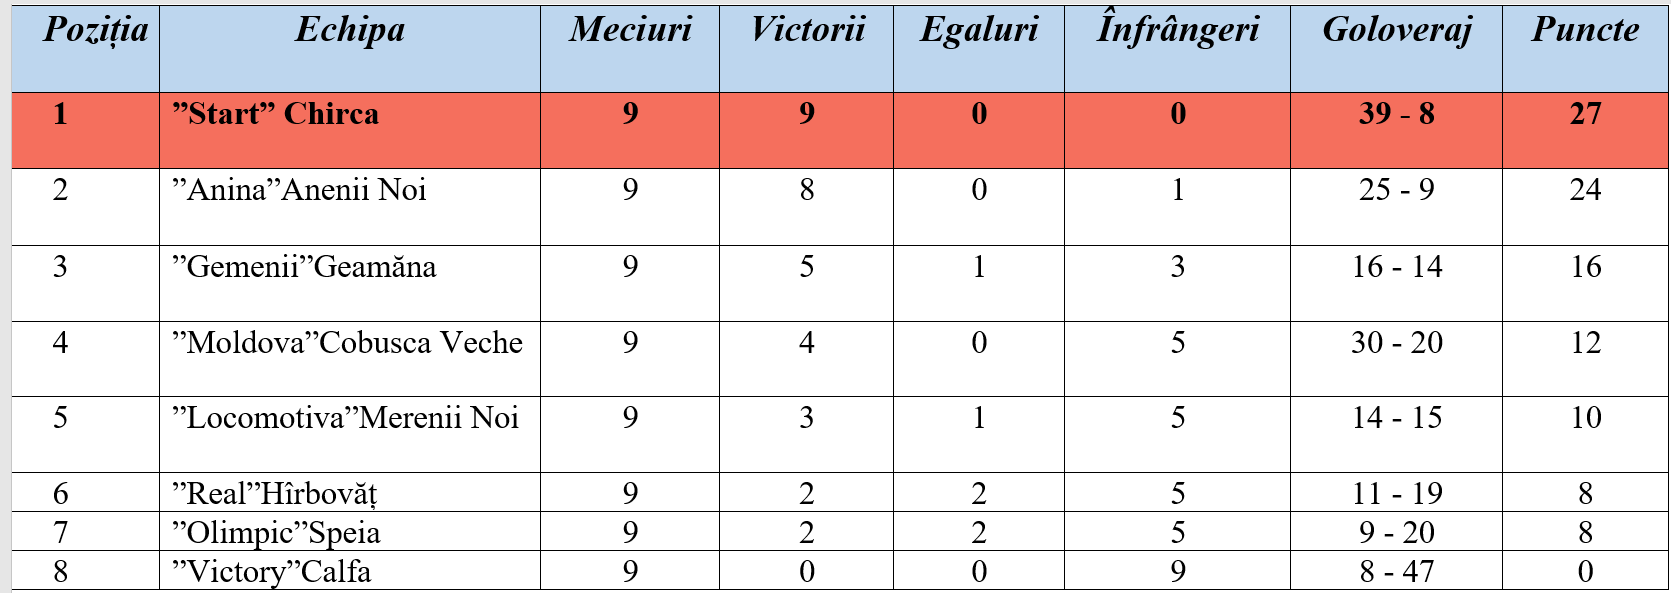 Poziția Echipa Meciuri Victorii Egaluri Înfrângeri Goloveraj Puncte
1 ”Start” Chirca 9 9 0 0 39 - 8 27
2 ”Anina”Anenii Noi 9 8 0 1 25 - 9 24
3 ”Gemenii”Geamăna 9 5 1 3 16 - 14 16
4 ”Moldova”Cobusca Veche 9 4 0 5 30 - 20 12
5 ”Locomotiva”Merenii Noi 9 3 1 5 14 - 15 10
6 ”Real”Hîrbovăț 9 2 2 5 11 - 19 8
7 ”Olimpic”Speia 9 2 2 5 9 - 20 8
8 ”Victory”Calfa 9 0 0 9 8 - 47 0